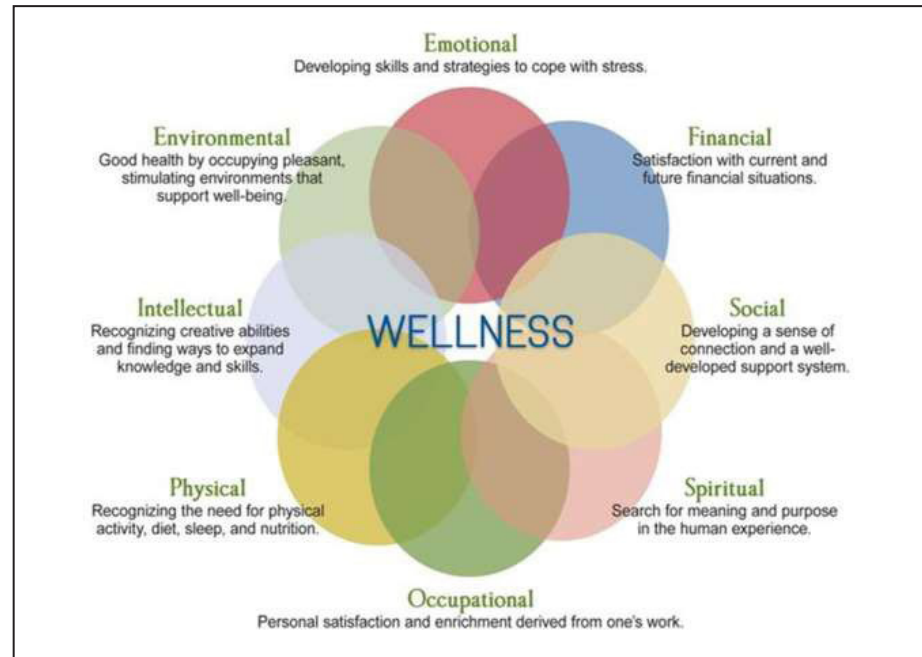 Emotional
Developing skills and strategies to cope with stress.
Environmental
Good health by occupying pleasant,
stimulating environments that
support well-being.
Financial
Satisfaction with current and
future financial situations.
Intellectual
Recognizing creative abilities
and finding ways to expand
knowledge and skills.
WELLNESS
Social
Developing a sense of
connection and a well-
developed support system.
Physical
Recognizing the need for physical
activity, diet, sleep, and nutrition.
Spiritual
Search for meaning and purpose
in the human experience.
Occupational
Personal satisfaction and enrichment derived from one's work.